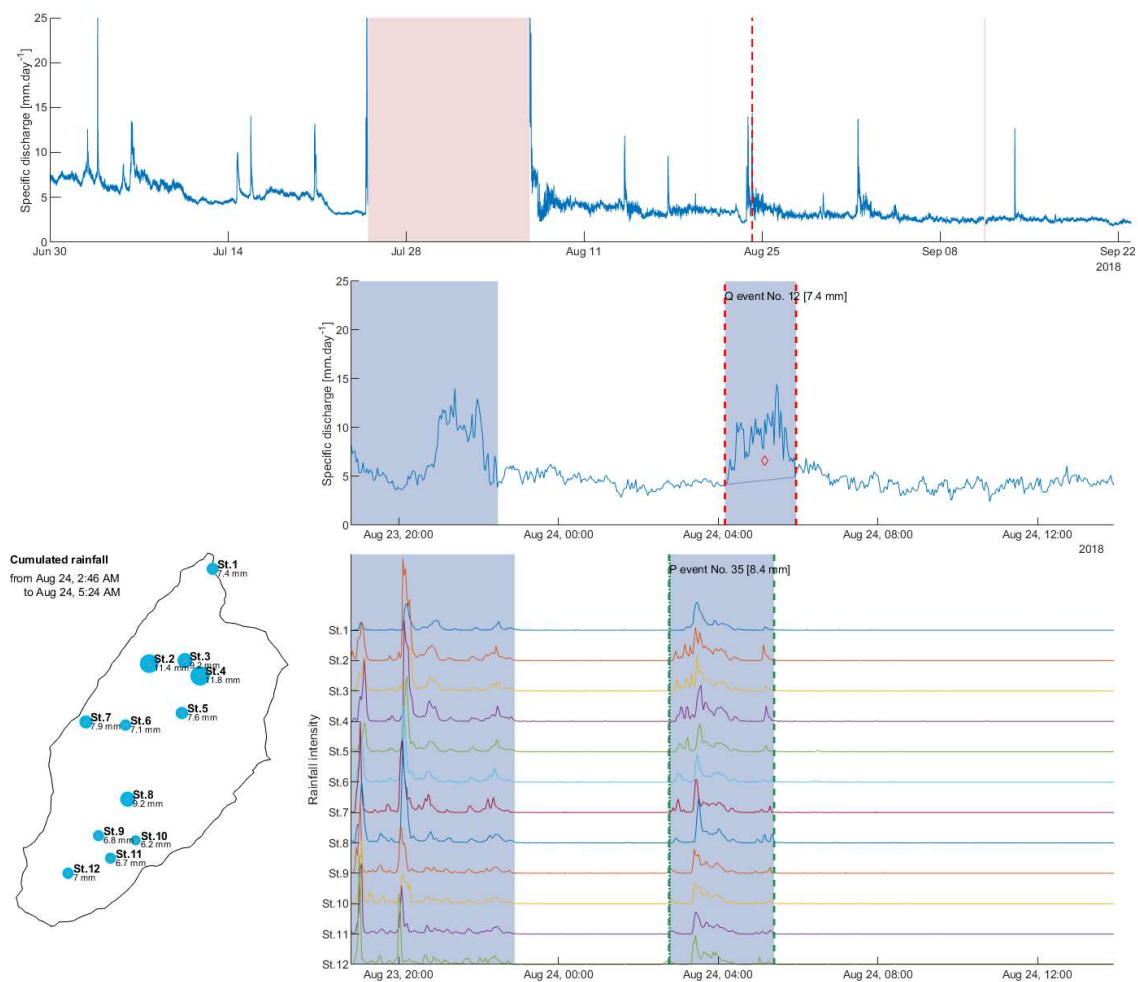 25
20
15
10
5
0
Specific discharge [mm.day⁻¹]
Jun 30
Jul 14
Jul 28
Aug 11
Aug 25
Sep 08
Sep 22
2018
25
20
15
10
5
0
Specific discharge [mm.day⁻¹]
Q event No. 12 [7.4 mm]
Aug 23, 20:00
Aug 24, 00:00
Aug 24, 04:00
Aug 24, 08:00
Aug 24, 12:00
2018
Cumulated rainfall
from Aug 24, 2:46 AM
to Aug 24, 5:24 AM
St.1
7.4 mm
St.2
11.4 mm
St.3
9.2 mm
St.4
11.8 mm
St.5
7.6 mm
St.7
7.9 mm
St.6
7.1 mm
St.8
9.2 mm
St.9
6.8 mm
St.10
6.2 mm
St.11
6.7 mm
St.12
7 mm
P event No. 35 [8.4 mm]
Rainfall intensity
St.1
St.2
St.3
St.4
St.5
St.6
St.7
St.8
St.9
St.10
St.11
St.12
Aug 23, 20:00
Aug 24, 00:00
Aug 24, 04:00
Aug 24, 08:00
Aug 24, 12:00